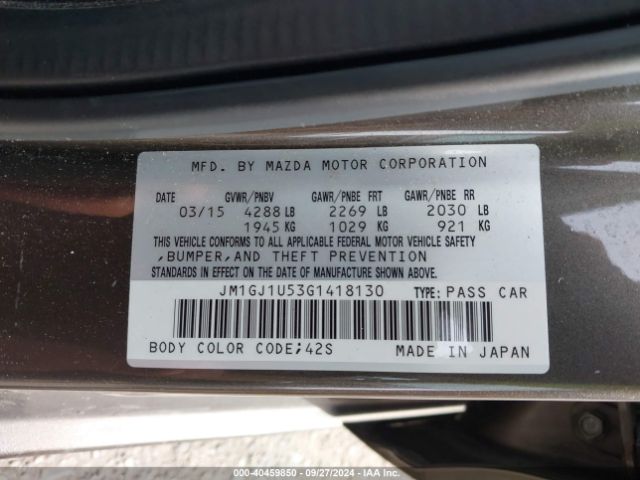 MFD. BY MAZDA MOTOR CORPORATION
DATE GVWR/PNBV GAWR/PNBE FRT GAWR/PNBE RR
03/15 4288 LB 2269 LB 2030 LB
1945 KG 1029 KG 921 KG
THIS VEHICLE CONFORMS TO ALL APPLICABLE FEDERAL MOTOR VEHICLE SAFETY
,BUMPER,AND THEFT PREVENTION
STANDARDS IN EFFECT ON THE DATE OF MANUFACTURE SHOWN ABOVE.
JM1GJ1U53G1418130 TYPE: PASS CAR
BODY COLOR CODE;42S MADE IN JAPAN
000-40459850 - 09/27/2024 - IAA Inc.